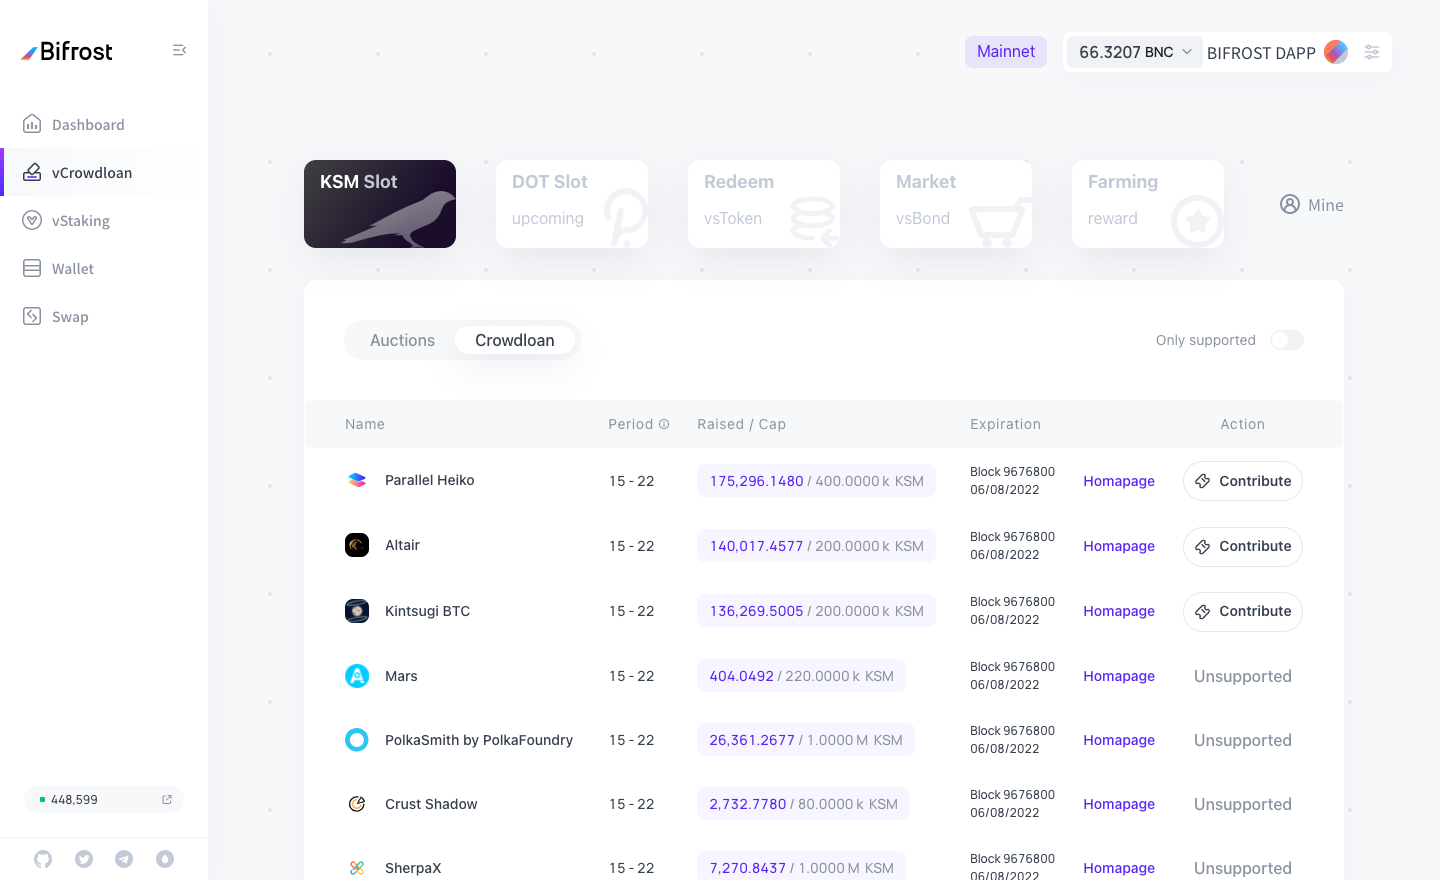 Bifrost
Mainnet
66.3207 BNC
BIFROST DAPP
Dashboard
vCrowdloan
vStaking
Wallet
Swap
448,599
KSM Slot
DOT Slot
upcoming
Redeem
vsToken
Market
vsBond
Farming
reward
Mine
Auctions
Crowdloan
Only supported
Name Period Raised / Cap Expiration Action
Parallel Heiko 15 - 22 175,296.1480 / 400.0000 k KSM Block 9676800 06/08/2022 Homepage Contribute
Altair 15 - 22 140,017.4577 / 200.0000 k KSM Block 9676800 06/08/2022 Homepage Contribute
Kintsugi BTC 15 - 22 136,269.5005 / 200.0000 k KSM Block 9676800 06/08/2022 Homepage Contribute
Mars 15 - 22 404.0492 / 220.0000 k KSM Block 9676800 06/08/2022 Homepage Unsupported
PolkaSmith by PolkaFoundry 15 - 22 26,361.2677 / 1.0000 M KSM Block 9676800 06/08/2022 Homepage Unsupported
Crust Shadow 15 - 22 2,732.7780 / 80.0000 k KSM Block 9676800 06/08/2022 Homepage Unsupported
SherpaX 15 - 22 7,270.8437 / 1.0000 M KSM Block 9676800 06/08/2022 Homepage Unsupported